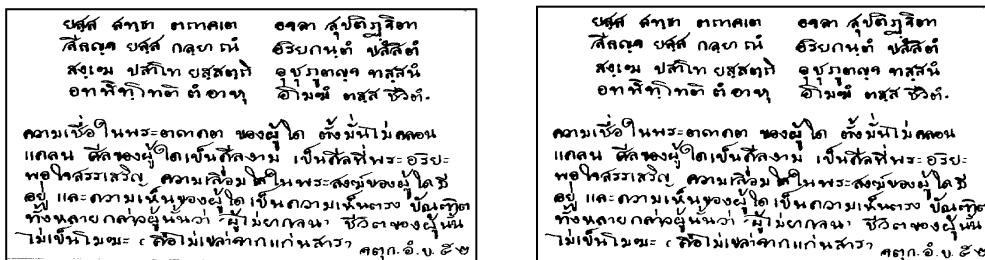 ยสฺส สทฺธา ตถาคเต อจลา สุปติฏฺฐิตา
สีลญฺจ ยสฺส กลฺยาณํ อริยกนฺตํ ปสํสิตํ
สงฺเฆ ปสาโท ยสฺสตฺถิ อุชุภูตญฺจ ทสฺสนํ
อทฬิทฺโทติ ตํ อาหุ อโมฆํ ตสฺส ชีวิตํ.
ความเชื่อในพระตถาคต ของผู้ใด ตั้งมั่นไม่คลอน
แคลน ศีลของผู้ใดเป็นศีลงาม เป็นศีลที่พระอริยะ
พอใจสรรเสริญ ความเลื่อมใสในพระสงฆ์ของผู้ใดมี
อยู่ และความเห็นของผู้ใดเป็นความเห็นตรง บัณฑิต
ทั้งหลายกล่าวผู้นั้นว่า "ผู้ไม่ยากจน" ชีวิตของผู้นั้น
ไม่เป็นโมฆะ (คือไม่เปล่าจากแก่นสาร)
จตุก. อํ.
ยสฺส สทฺธา ตถาคเต อจลา สุปติฏฺฐิตา
สีลญฺจ ยสฺส กลฺยาณํ อริยกนฺตํ ปสํสิตํ
สงฺเฆ ปสาโท ยสฺสตฺถิ อุชุภูตญฺจ ทสฺสนํ
อทฬิทฺโทติ ตํ อาหุ อโมฆํ ตสฺส ชีวิตํ.
ความเชื่อในพระตถาคต ของผู้ใด ตั้งมั่นไม่คลอน
แคลน ศีลของผู้ใดเป็นศีลงาม เป็นศีลที่พระอริยะ
พอใจสรรเสริญ ความเลื่อมใสในพระสงฆ์ของผู้ใดมี
อยู่ และความเห็นของผู้ใดเป็นความเห็นตรง บัณฑิต
ทั้งหลายกล่าวผู้นั้นว่า "ผู้ไม่ยากจน" ชีวิตของผู้นั้น
ไม่เป็นโมฆะ (คือไม่เปล่าจากแก่นสาร)
จตุก. อํ.